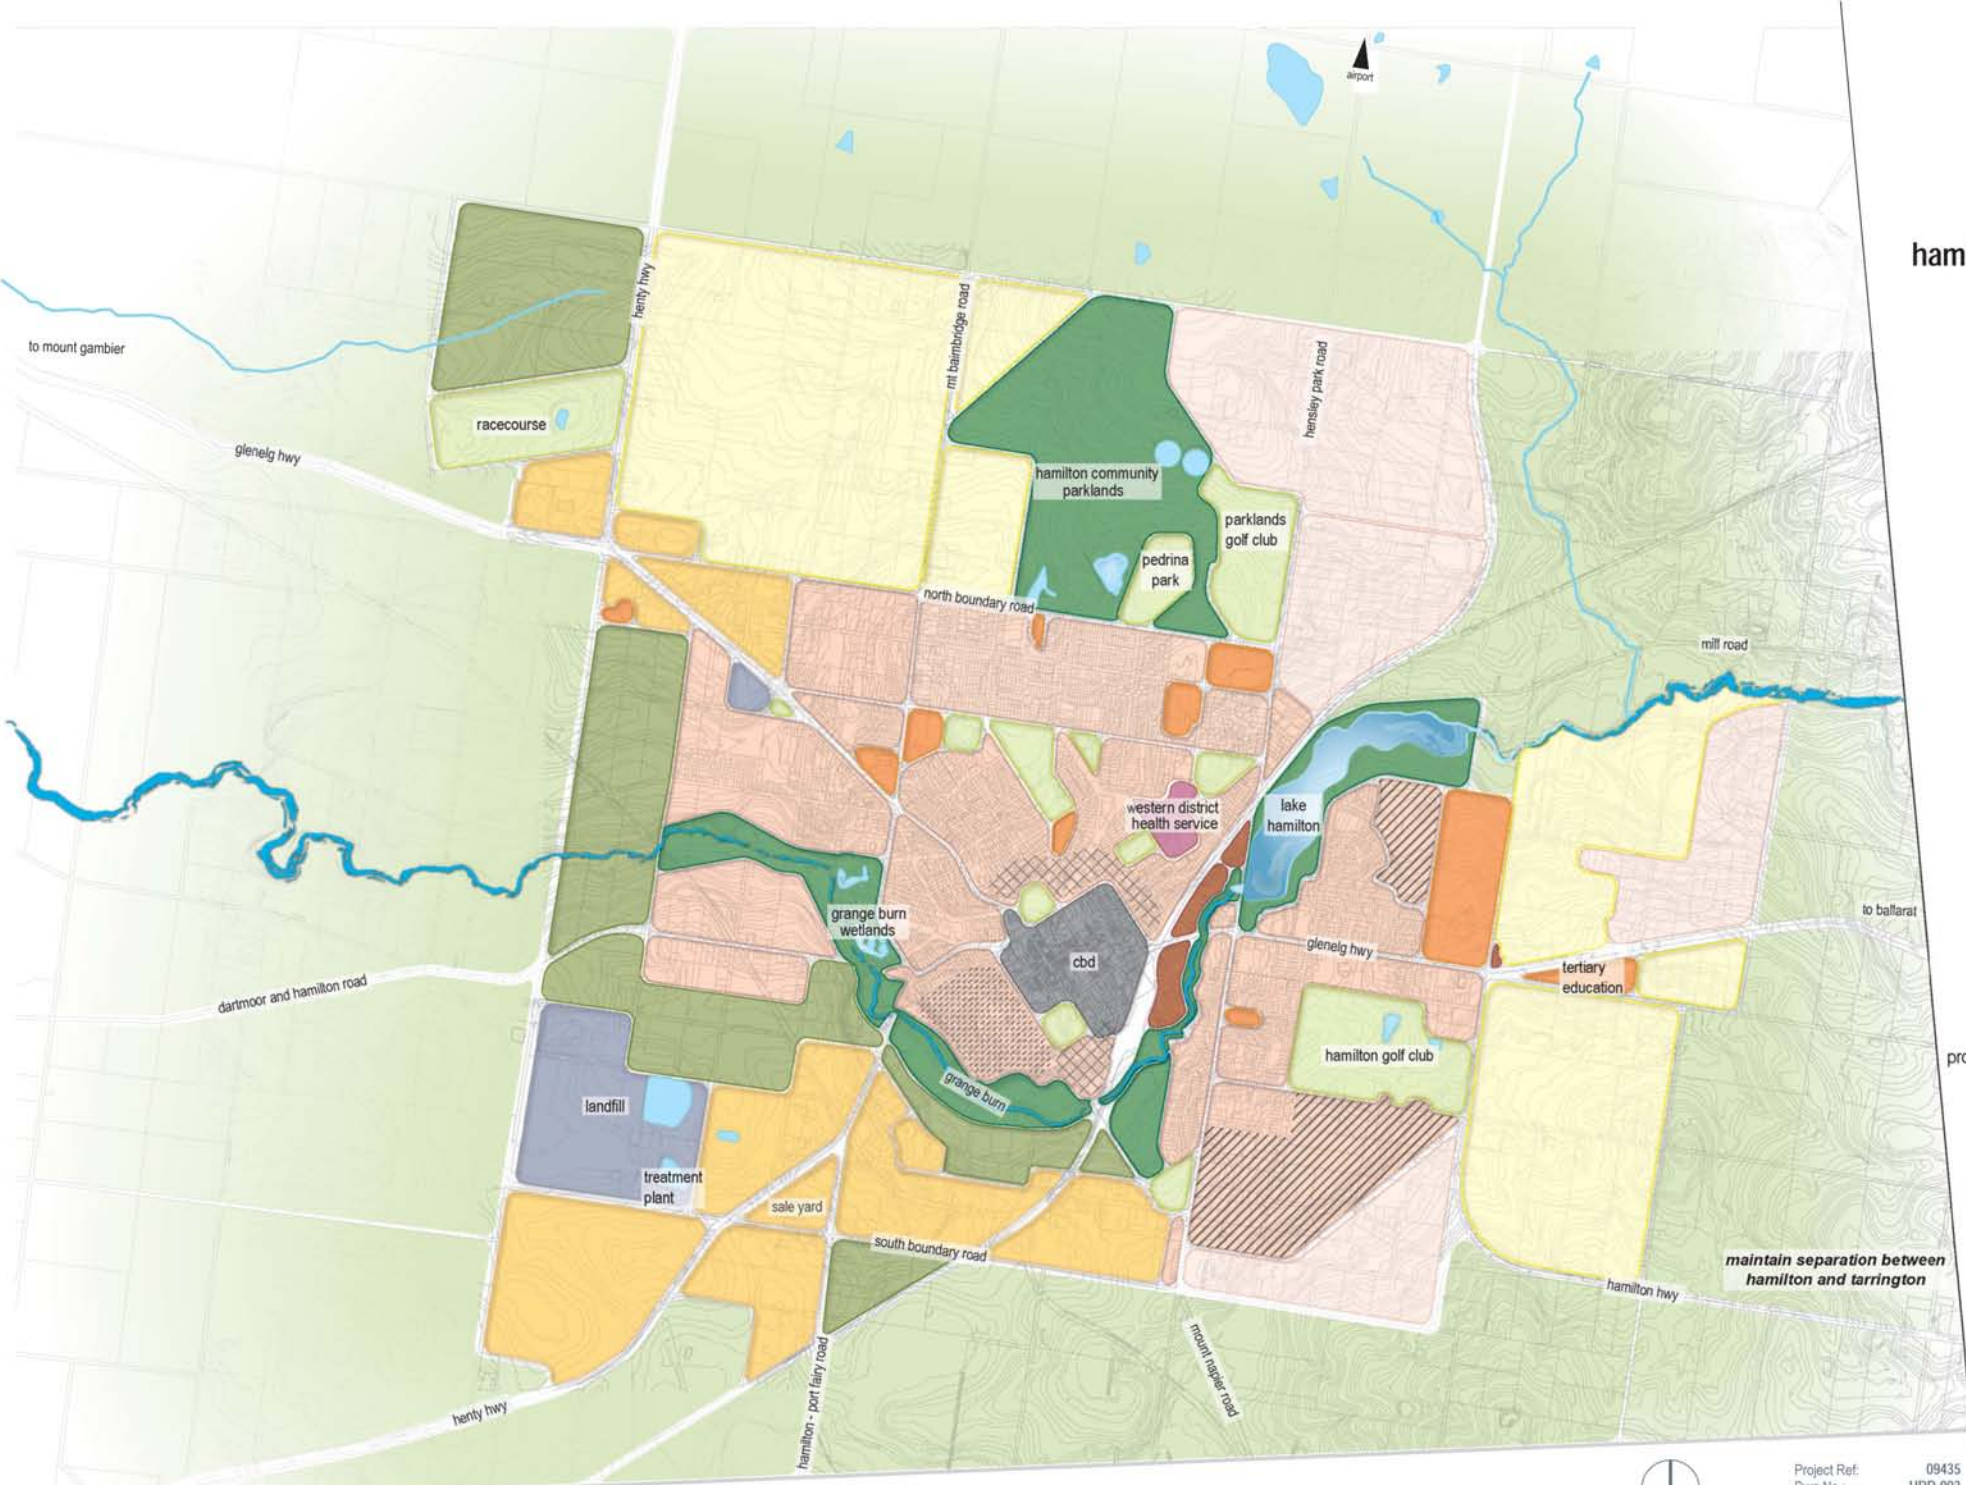 airport
ham
henty hwy
mt baimbridge road
hensley park road
to mount gambier
racecourse
glenelg hwy
hamilton community
parklands
parklands
golf club
pedrina
park
north boundary road
mill road
western district
health service
lake
hamilton
grange burn
wetlands
to ballarat
glenelg hwy
cbd
tertiary
education
dartmoor and hamilton road
hamilton golf club
pro
grange burn
landfill
treatment
plant
sale yard
south boundary road
maintain separation between
hamilton and tarrington
hamilton hwy
mount napier road
hamilton - port fairy road
henty hwy
Project Ref: 09435